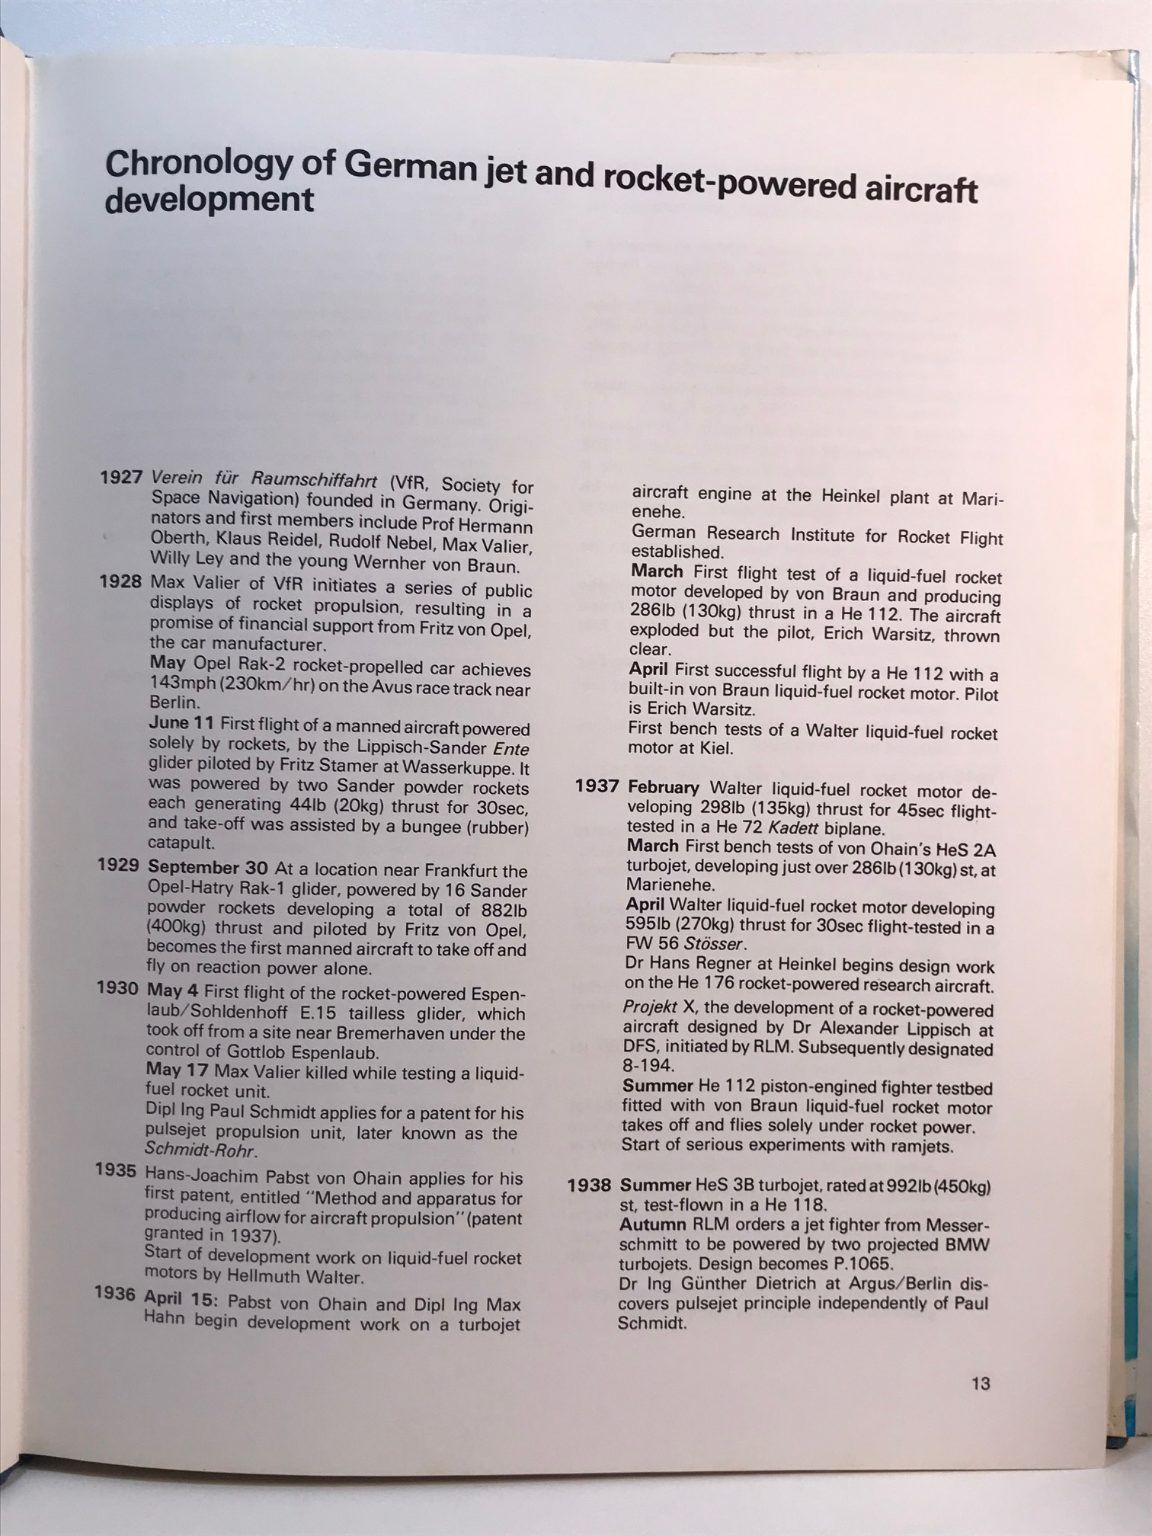 Chronology of German jet and rocket-powered aircraft
development
1927 Verein für Raumschiffahrt (VfR, Society for
Space Navigation) founded in Germany. Origi-
nators and first members include Prof Hermann
Oberth, Klaus Reidel, Rudolf Nebel, Max Valier,
Willy Ley and the young Wernher von Braun.
1928 Max Valier of VfR initiates a series of public
displays of rocket propulsion, resulting in a
promise of financial support from Fritz von Opel,
the car manufacturer.
May Opel Rak-2 rocket-propelled car achieves
143mph (230km/hr) on the Avus race track near
Berlin.
June 11 First flight of a manned aircraft powered
solely by rockets, by the Lippisch-Sander Ente
glider piloted by Fritz Stamer at Wasserkuppe. It
was powered by two Sander powder rockets
each generating 44lb (20kg) thrust for 30sec,
and take-off was assisted by a bungee (rubber)
catapult.
1929 September 30 At a location near Frankfurt the
Opel-Hatry Rak-1 glider, powered by 16 Sander
powder rockets developing a total of 882lb
(400kg) thrust and piloted by Fritz von Opel,
becomes the first manned aircraft to take off and
fly on reaction power alone.
1930 May 4 First flight of the rocket-powered Espen-
laub/Sohldenhoff E.15 tailless glider, which
took off from a site near Bremerhaven under the
control of Gottlob Espenlaub.
May 17 Max Valier killed while testing a liquid-
fuel rocket unit.
Dipl Ing Paul Schmidt applies for a patent for his
pulsejet propulsion unit, later known as the
Schmidt-Rohr.
1935 Hans-Joachim Pabst von Ohain applies for his
first patent, entitled "Method and apparatus for
producing airflow for aircraft propulsion" (patent
granted in 1937).
Start of development work on liquid-fuel rocket
motors by Hellmuth Walter.
1936 April 15: Pabst von Ohain and Dipl Ing Max
Hahn begin development work on a turbojet
aircraft engine at the Heinkel plant at Mari-
enehe.
German Research Institute for Rocket Flight
established.
March First flight test of a liquid-fuel rocket
motor developed by von Braun and producing
286lb (130kg) thrust in a He 112. The aircraft
exploded but the pilot, Erich Warsitz, thrown
clear.
April First successful flight by a He 112 with a
built-in von Braun liquid-fuel rocket motor. Pilot
is Erich Warsitz.
First bench tests of a Walter liquid-fuel rocket
motor at Kiel.
1937 February Walter liquid-fuel rocket motor de-
veloping 298lb (135kg) thrust for 45sec flight-
tested in a He 72 Kadett biplane.
March First bench tests of von Ohain's HeS 2A
turbojet, developing just over 286lb (130kg) st, at
Marienehe.
April Walter liquid-fuel rocket motor developing
595lb (270kg) thrust for 30sec flight-tested in a
FW 56 Stösser.
Dr Hans Regner at Heinkel begins design work
on the He 176 rocket-powered research aircraft.
Projekt X, the development of a rocket-powered
aircraft designed by Dr Alexander Lippisch at
DFS, initiated by RLM. Subsequently designated
8-194.
Summer He 112 piston-engined fighter testbed
fitted with von Braun liquid-fuel rocket motor
takes off and flies solely under rocket power.
Start of serious experiments with ramjets.
1938 Summer HeS 3B turbojet, rated at 992lb (450kg)
st, test-flown in a He 118.
Autumn RLM orders a jet fighter from Messer-
schmitt to be powered by two projected BMW
turbojets. Design becomes P.1065.
Dr Ing Günther Dietrich at Argus/Berlin dis-
covers pulsejet principle independently of Paul
Schmidt.
13